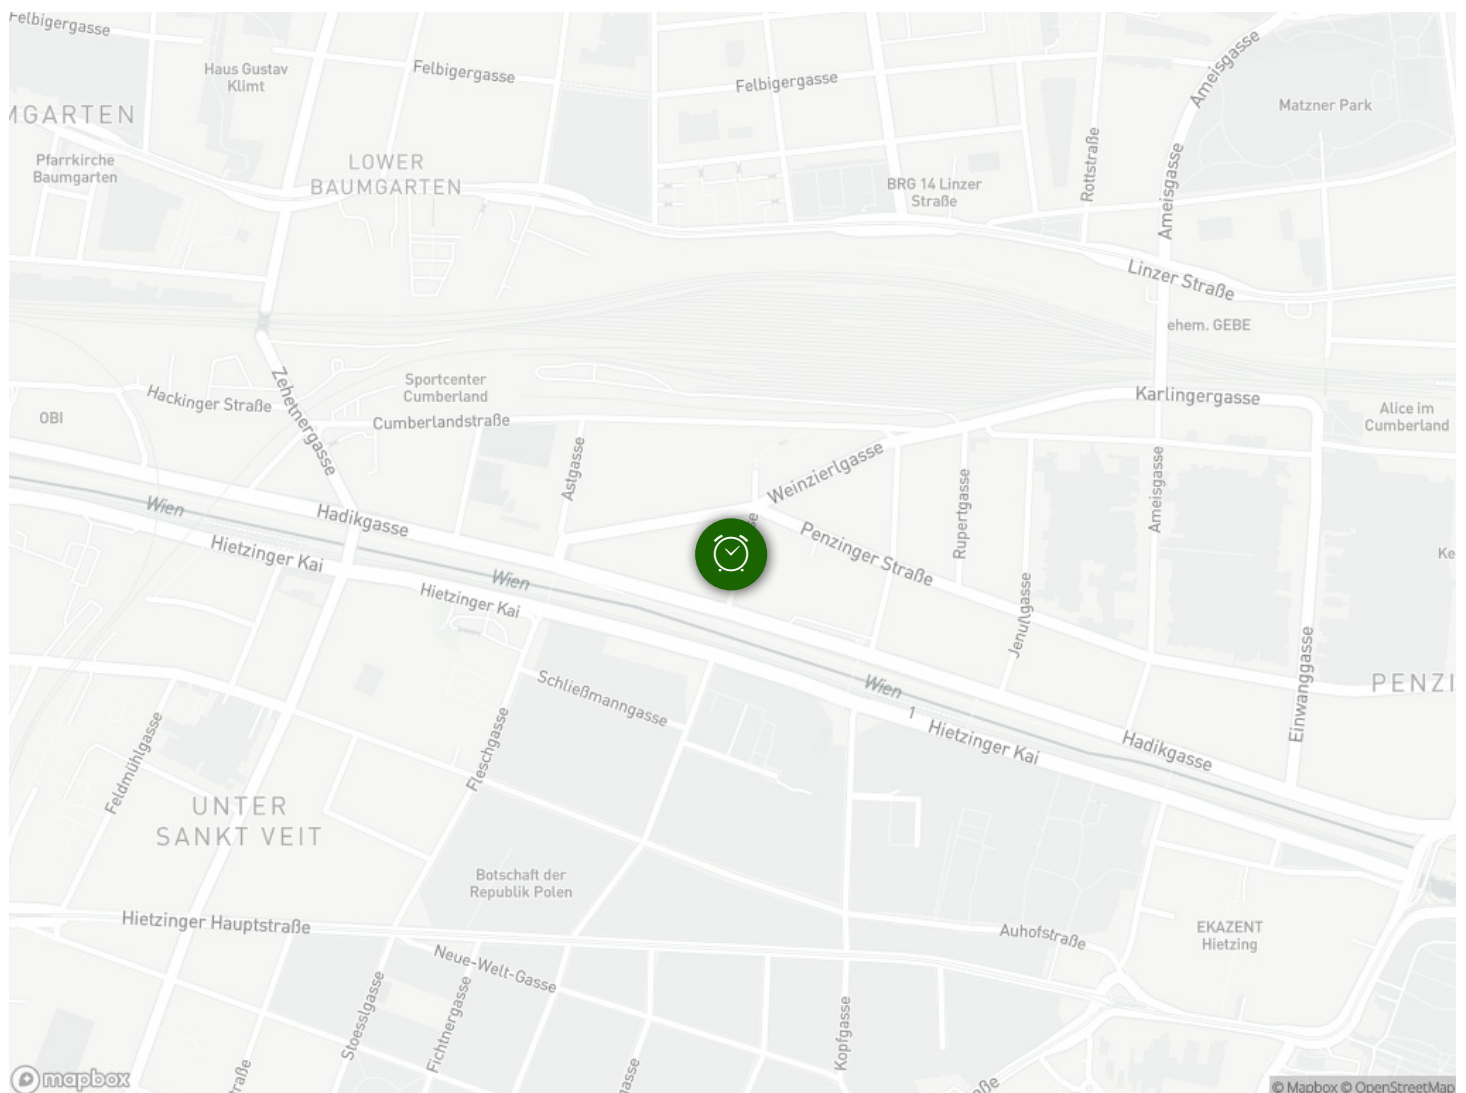 Felbigergasse
Haus Gustav
Klimt
Felbigergasse
Felbigergasse
Ameisgasse
Matzner Park
MGARTEN
Pfarrkirche
Baumgarten
LOWER
BAUMGARTEN
BRG 14 Linzer
Straße
Rottstraße
Ameisgasse
Linzer Straße
ehem. GEBE
Zehetnergasse
Hackinger Straße
OBI
Sportcenter
Cumberland
Cumberlandstraße
Karlingergasse
Alice im
Cumberland
Astgasse
Weinzierlgasse
Rupertgasse
Ameisgasse
Wien
Hadikgasse
Hietzinger Kai
Wien
Hietzinger Kai
Penzinger Straße
Jenullgasse
Ke
Einwanggasse
PENZI
Schließmanngasse
Wien
1
Hietzinger Kai
Hadikgasse
Feldmühlgasse
Fleschgasse
UNTER
SANKT VEIT
Botschaft der
Republik Polen
Hietzinger Hauptstraße
Auhofstraße
EKAZENT
Hietzing
Neue-Welt-Gasse
Stoesslgasse
Fichtnergasse
Kopfgasse
raße
asse
ße
mapbox
© Mapbox © OpenStreetMap